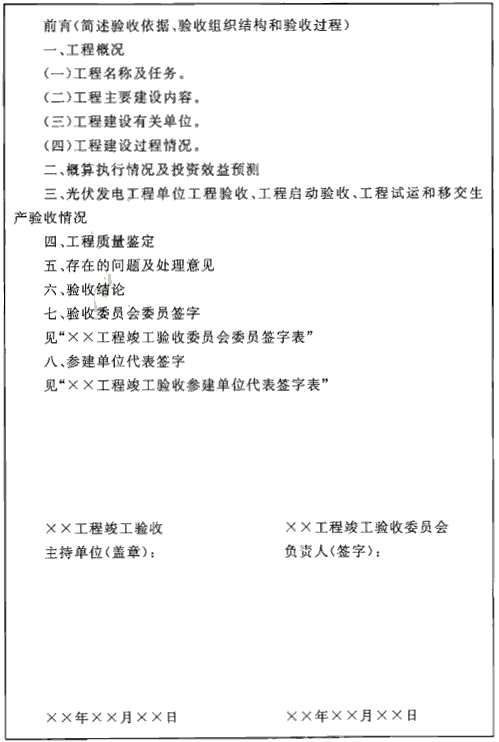 前言(简述验收依据、验收组织结构和验收过程)
一、工程概况
(一)工程名称及任务。
(二)工程主要建设内容。
(三)工程建设有关单位。
(四)工程建设过程情况。
二、概算执行情况及投资效益预测
三、光伏发电工程单位工程验收、工程启动验收、工程试运和移交生
产验收情况
四、工程质量鉴定
五、存在的问题及处理意见
六、验收结论
七、验收委员会委员签字
见“××工程竣工验收委员会委员签字表”
八、参建单位代表签字
见“××工程竣工验收参建单位代表签字表”
××工程竣工验收 ××工程竣工验收委员会
主持单位(盖章): 负责人(签字):
××年××月××日 ××年××月××日